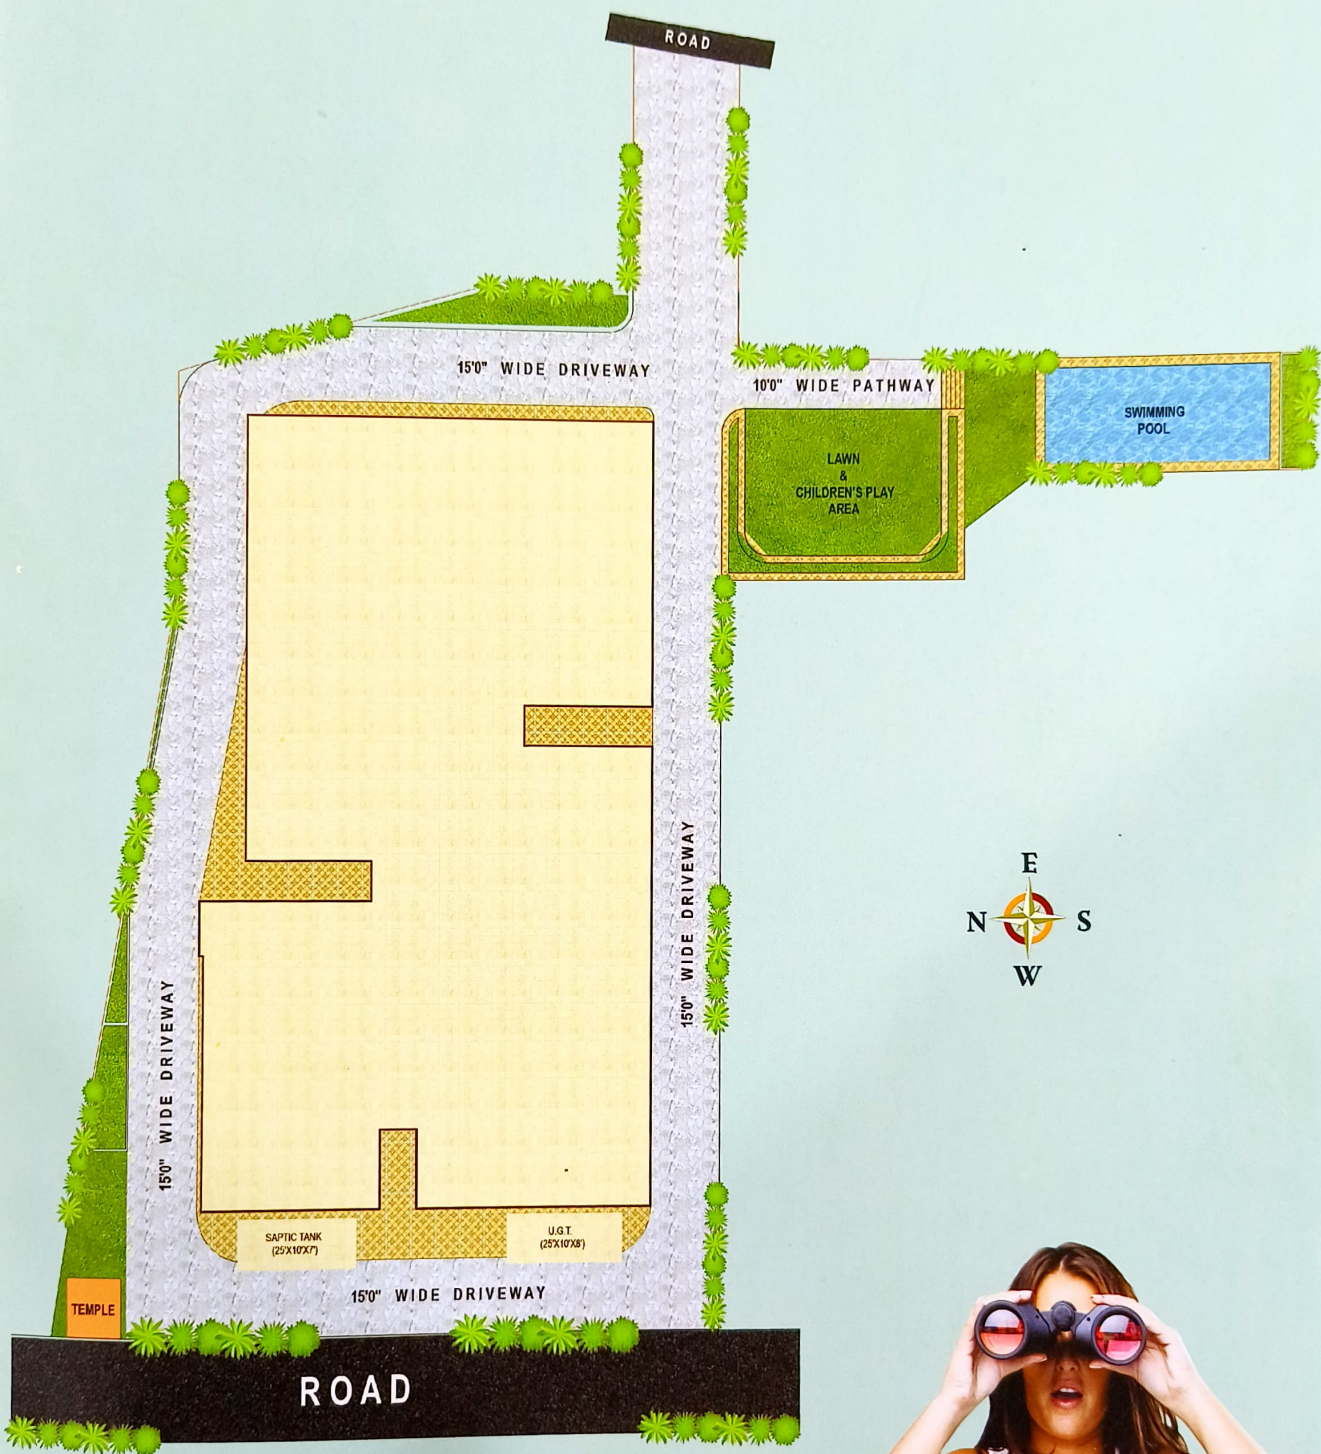 ROAD
15'0" WIDE DRIVEWAY
10'0" WIDE PATHWAY
SWIMMING
POOL
LAWN
&
CHILDREN'S PLAY
AREA
E
N
S
W
15'0" WIDE DRIVEWAY
15'0" WIDE DRIVEWAY
SAPTIC TANK
(25'X10'X7')
U.G.T.
(25'X10'X8')
15'0" WIDE DRIVEWAY
TEMPLE
ROAD